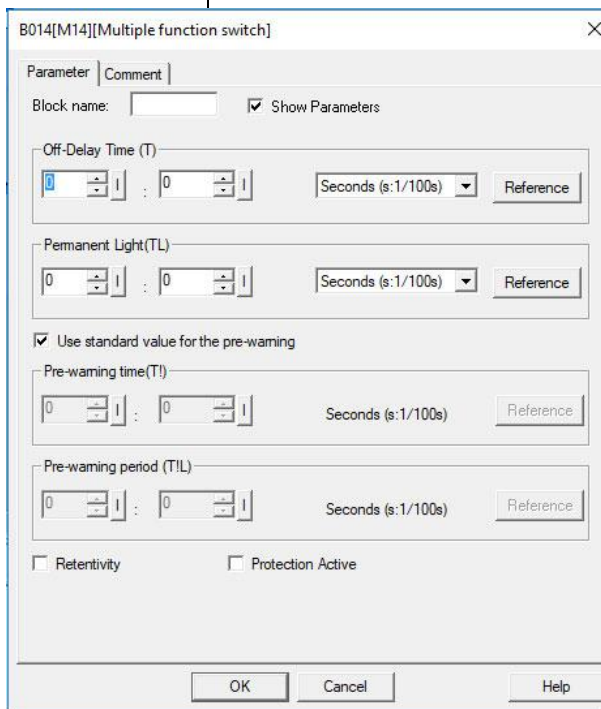 B014[M14][Multiple function switch]
Parameter Comment
Block name: Show Parameters
Off-Delay Time (T)
0 : 0 Seconds (s:1/100s) Reference
Permanent Light(TL)
0 : 0 Seconds (s:1/100s) Reference
Use standard value for the pre-warning
Pre-warning time(T!)
0 : 0 Seconds (s:1/100s) Reference
Pre-warning period (T!L)
0 : 0 Seconds (s:1/100s) Reference
Retentivity Protection Active
OK Cancel Help